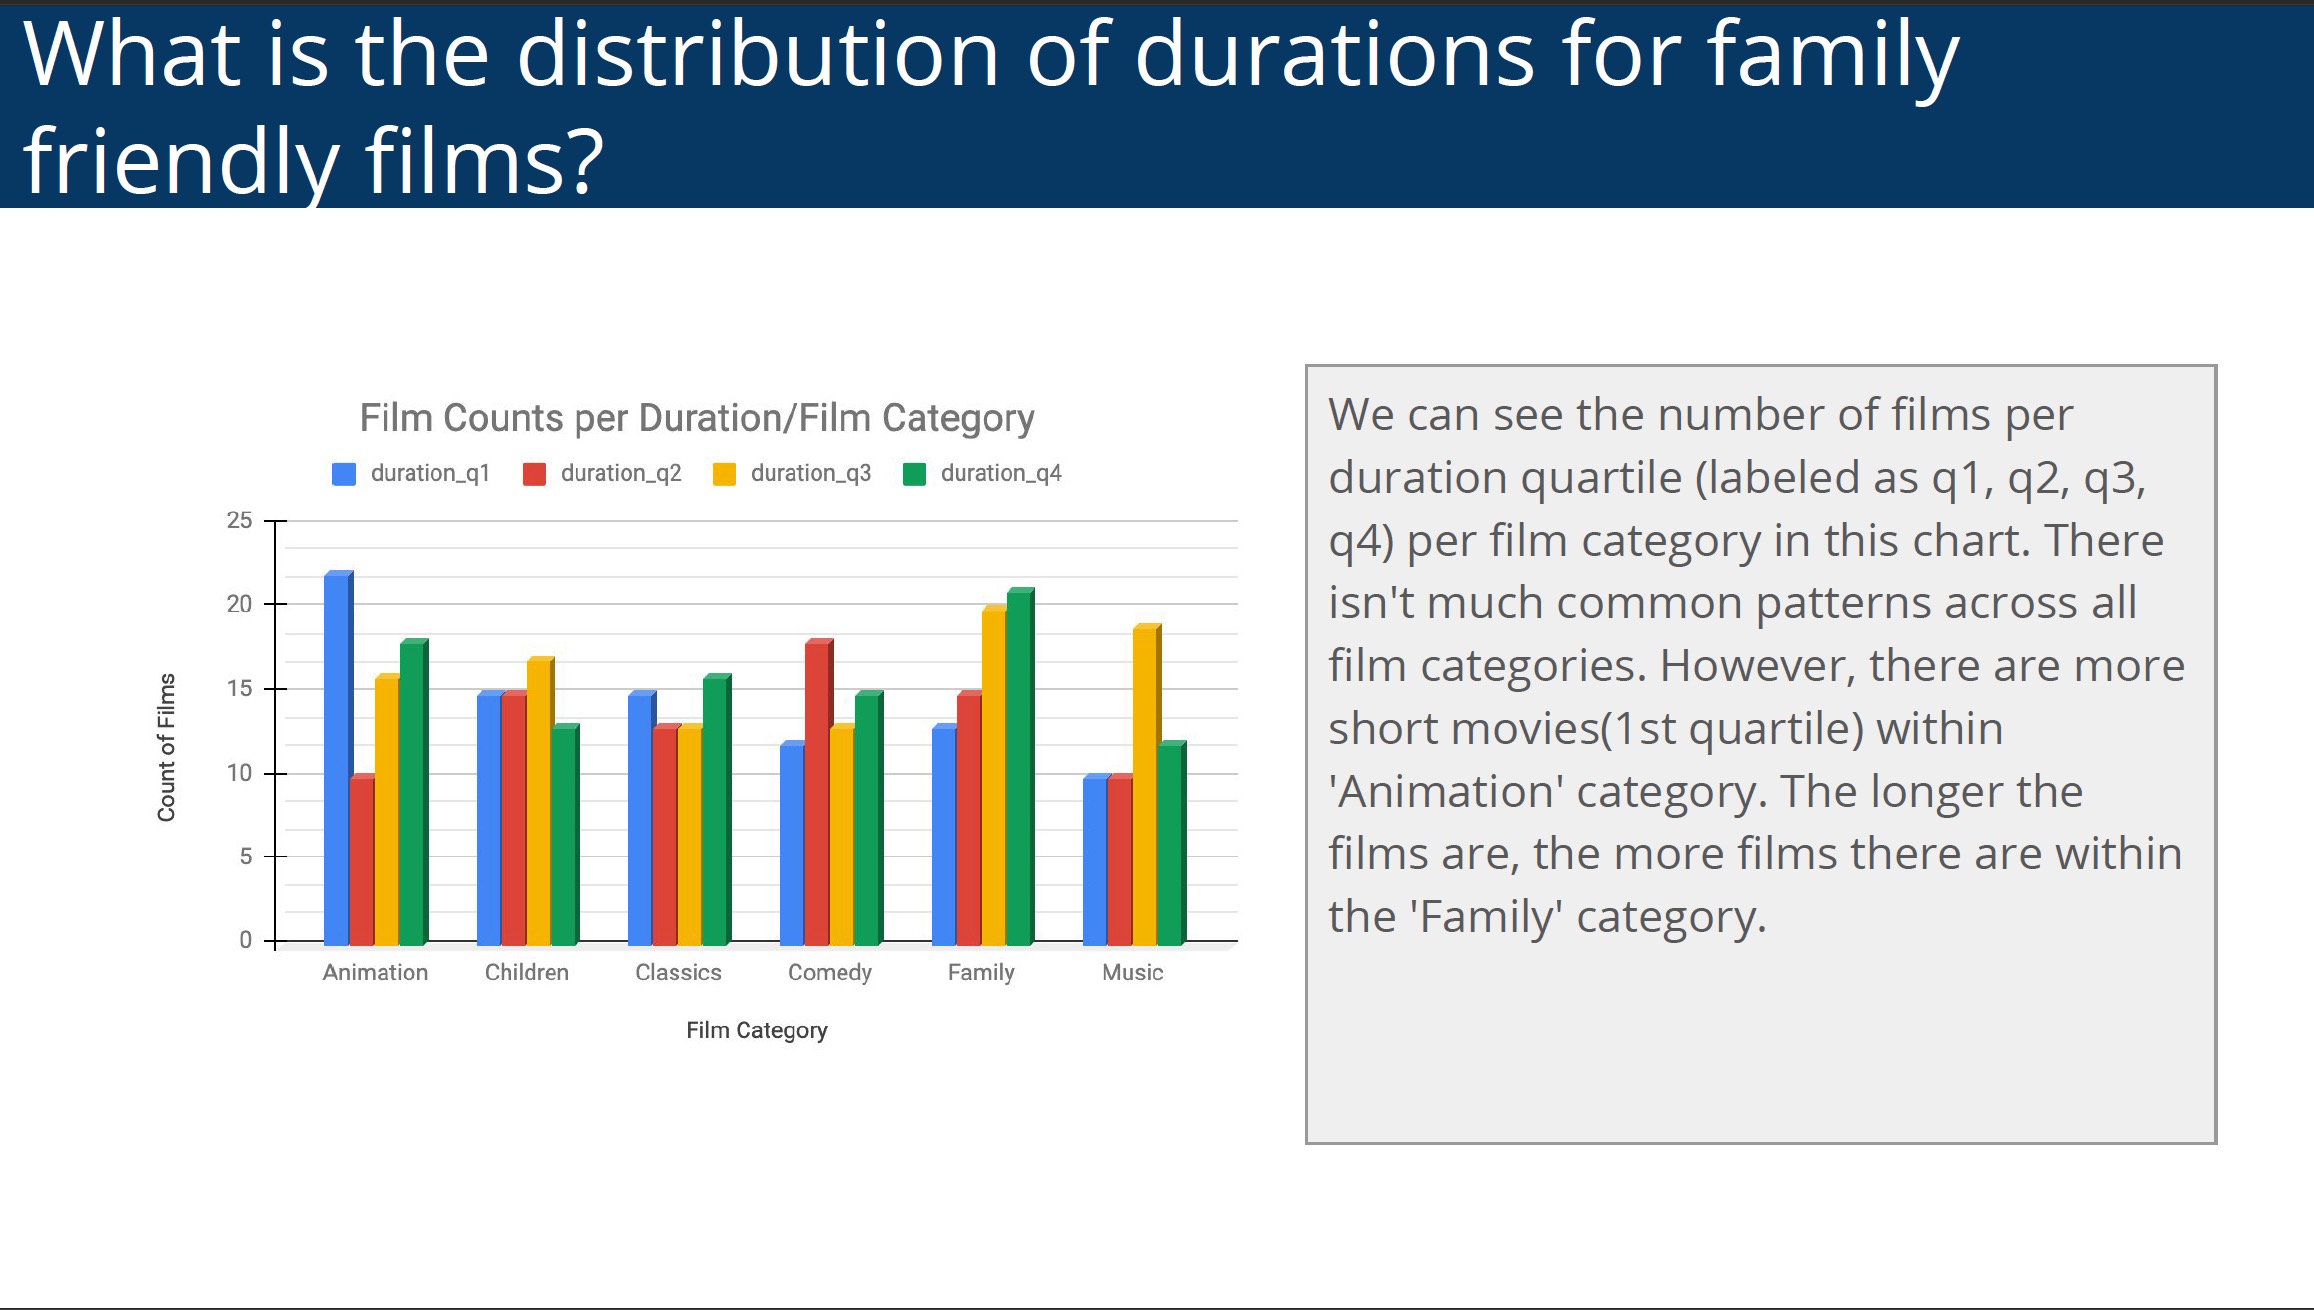 What is the distribution of durations for family
friendly films?
Film Counts per Duration/Film Category
duration_q1 duration_q2 duration_q3 duration_q4
25
20
15
10
5
0
Count of Films
Animation Children Classics Comedy Family Music
Film Category
We can see the number of films per
duration quartile (labeled as q1, q2, q3,
q4) per film category in this chart. There
isn't much common patterns across all
film categories. However, there are more
short movies(1st quartile) within
'Animation' category. The longer the
films are, the more films there are within
the 'Family' category.